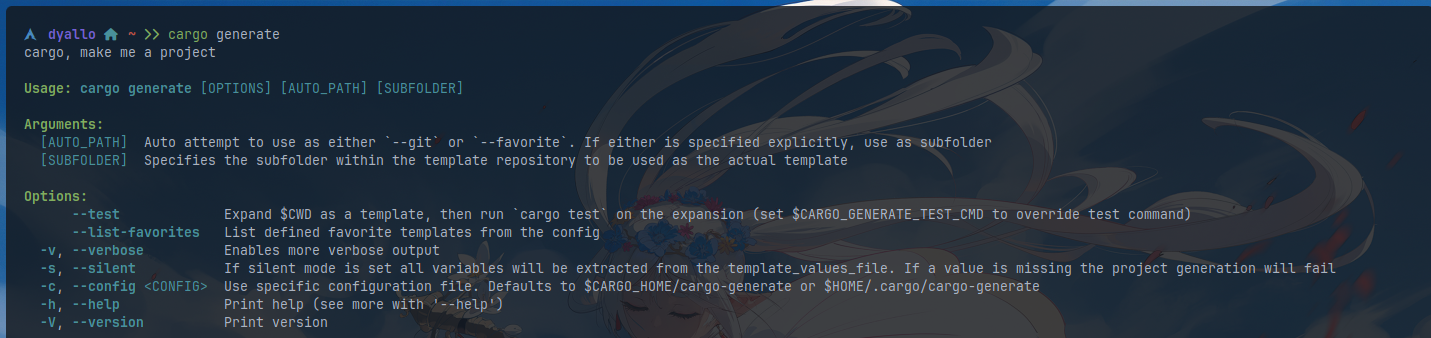 dyallo ~ >> cargo generate
cargo, make me a project
Usage: cargo generate [OPTIONS] [AUTO_PATH] [SUBFOLDER]
Arguments:
[AUTO_PATH]  Auto attempt to use as either `--git` or `--favorite`. If either is specified explicitly, use as subfolder
[SUBFOLDER]  Specifies the subfolder within the template repository to be used as the actual template
Options:
--test             Expand $CWD as a template, then run `cargo test` on the expansion (set $CARGO_GENERATE_TEST_CMD to override test command)
--list-favorites   List defined favorite templates from the config
-v, --verbose          Enables more verbose output
-s, --silent           If silent mode is set all variables will be extracted from the template_values_file. If a value is missing the project generation will fail
-c, --config <CONFIG>  Use specific configuration file. Defaults to $CARGO_HOME/cargo-generate or $HOME/.cargo/cargo-generate
-h, --help             Print help (see more with '--help')
-V, --version          Print version